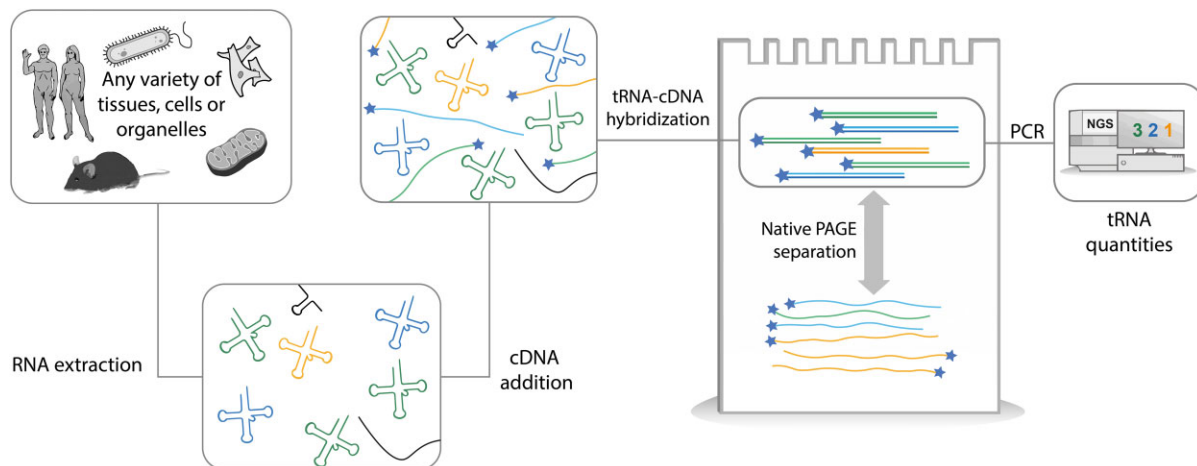 Any variety of
tissues, cells or
organelles
RNA extraction
cDNA
addition
tRNA-cDNA
hybridization
Native PAGE
separation
PCR
NGS
3 2 1
tRNA
quantities